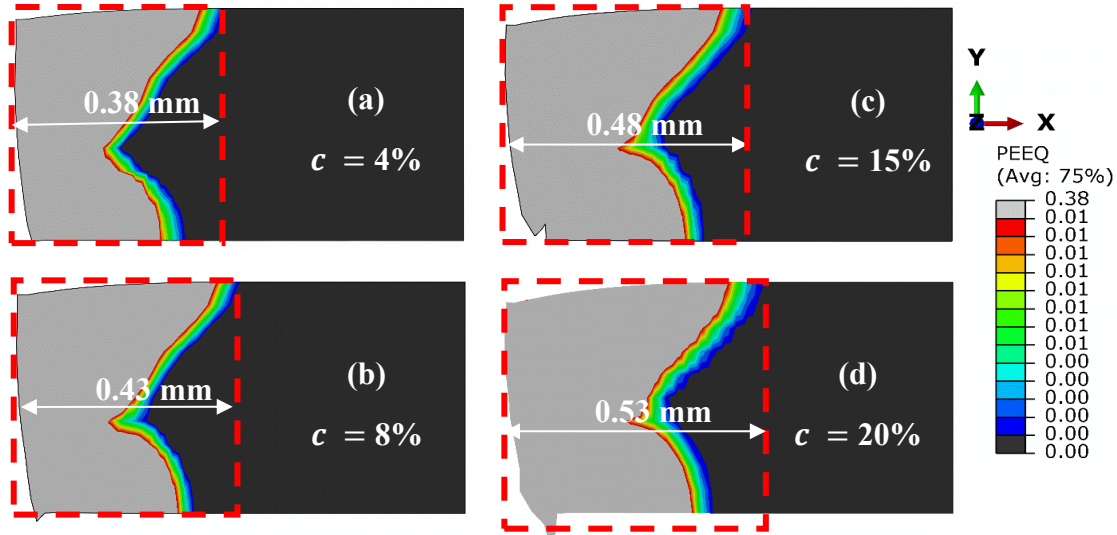 (a)
0.38 mm
c = 4%
(c)
0.48 mm
c = 15%
(b)
0.43 mm
c = 8%
(d)
0.53 mm
c = 20%
Y
Z
X
PEEQ
(Avg: 75%)
0.38
0.01
0.01
0.01
0.01
0.01
0.01
0.01
0.00
0.00
0.00
0.00
0.00
0.00